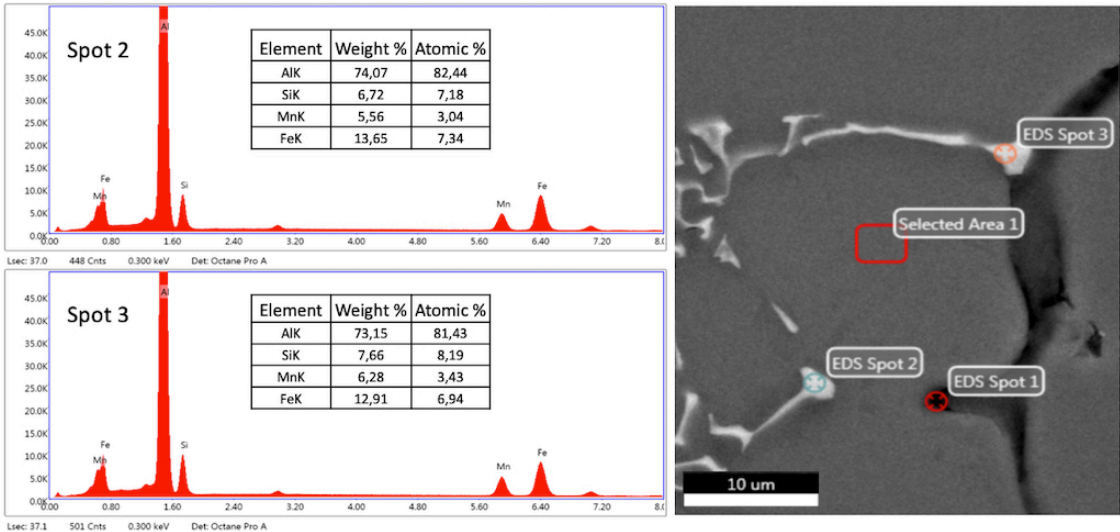 Spot 2
Element Weight % Atomic %
AlK 74,07 82,44
SiK 6,72 7,18
MnK 5,56 3,04
FeK 13,65 7,34
45.0K
40.0K
35.0K
30.0K
25.0K
20.0K
15.0K
10.0K
5.0K
0.0K
Al
Fe
Mn
Si
Mn
Fe
0.00 0.80 1.60 2.40 3.20 4.00 4.80 5.60 6.40 7.20 8.0
Lsec: 37.0 448 Cnts 0.300 keV Det: Octane Pro A
Spot 3
Element Weight % Atomic %
AlK 73,15 81,43
SiK 7,66 8,19
MnK 6,28 3,43
FeK 12,91 6,94
45.0K
40.0K
35.0K
30.0K
25.0K
20.0K
15.0K
10.0K
5.0K
0.0K
Al
Fe
Mn
Si
Mn
Fe
0.00 0.80 1.60 2.40 3.20 4.00 4.80 5.60 6.40 7.20 8.0
Lsec: 37.1 501 Cnts 0.300 keV Det: Octane Pro A
EDS Spot 3
Selected Area 1
EDS Spot 2
EDS Spot 1
10 um